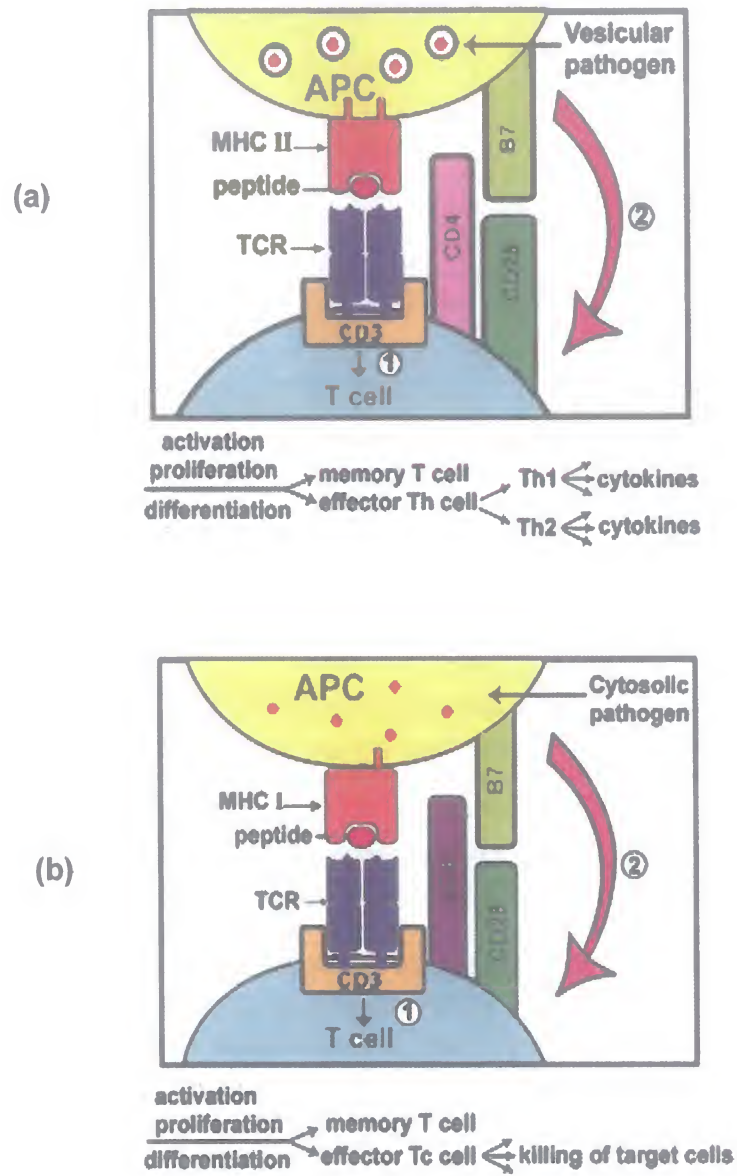 (a)
Vesicular
pathogen
APC
MHC II
peptide
TCR
CD4
B7
CD28
②
CD3
①
T cell
activation
proliferation
differentiation
memory T cell
effector Th cell
Th1
cytokines
Th2
cytokines
(b)
APC
Cytosolic
pathogen
MHC I
peptide
TCR
B7
CD28
②
CD3
①
T cell
activation
proliferation
differentiation
memory T cell
effector Tc cell
killing of target cells